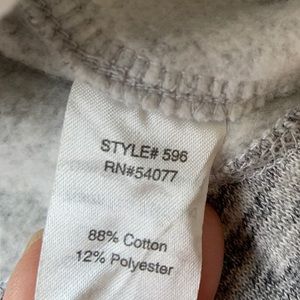 STYLE# 596
RN#54077
88% Cotton
12% Polyester